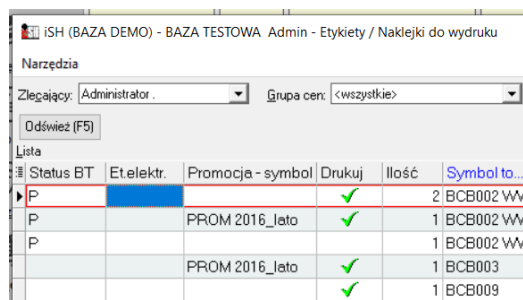 iSH (BAZA DEMO) - BAZA TESTOWA Admin - Etykiety / Naklejki do wydruku
Narzędzia
Zlecający: Administrator . Grupa cen: <wszystkie>
Odśwież (F5)
Lista
Status BT Et.elektr. Promocja - symbol Drukuj Ilość Symbol to...
P 2 BCB002
P PROM 2016_lato 1 BCB002
P 1 BCB002
PROM 2016_lato 1 BCB003
1 BCB009